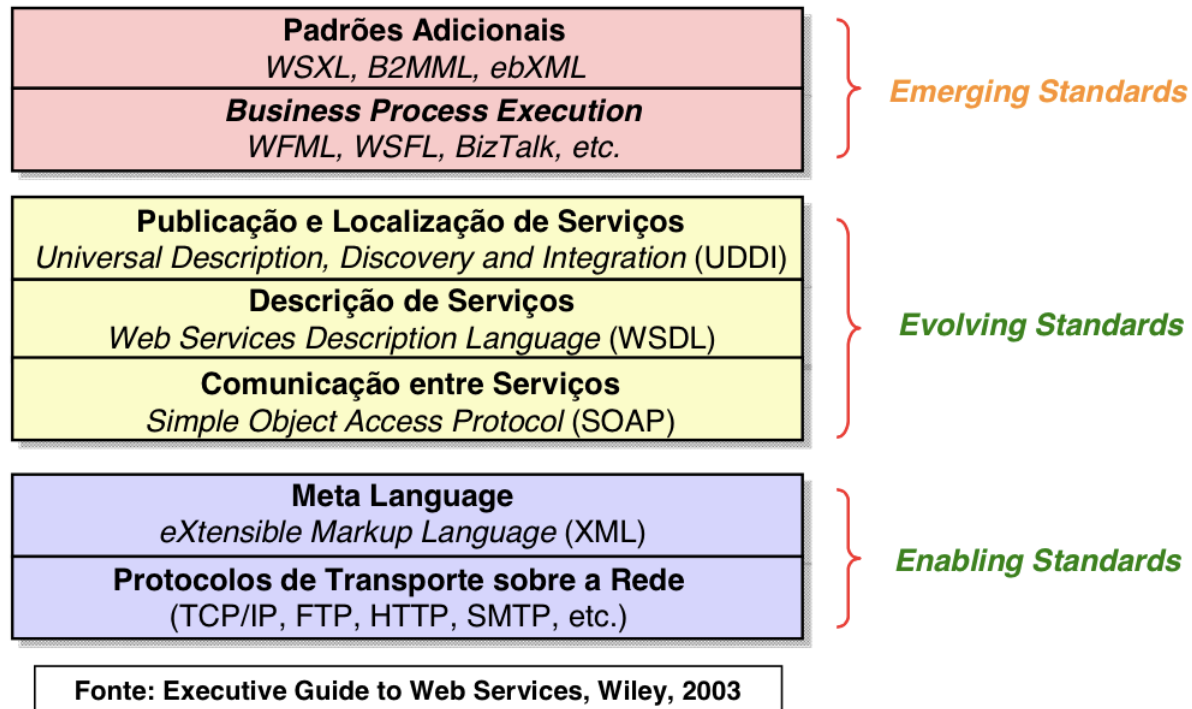 Padrões Adicionais
WSXL, B2MML, ebXML
Business Process Execution
WFML, WSFL, BizTalk, etc.
Emerging Standards
Publicação e Localização de Serviços
Universal Description, Discovery and Integration (UDDI)
Descrição de Serviços
Web Services Description Language (WSDL)
Comunicação entre Serviços
Simple Object Access Protocol (SOAP)
Evolving Standards
Meta Language
eXtensible Markup Language (XML)
Protocolos de Transporte sobre a Rede
(TCP/IP, FTP, HTTP, SMTP, etc.)
Enabling Standards
Fonte: Executive Guide to Web Services, Wiley, 2003